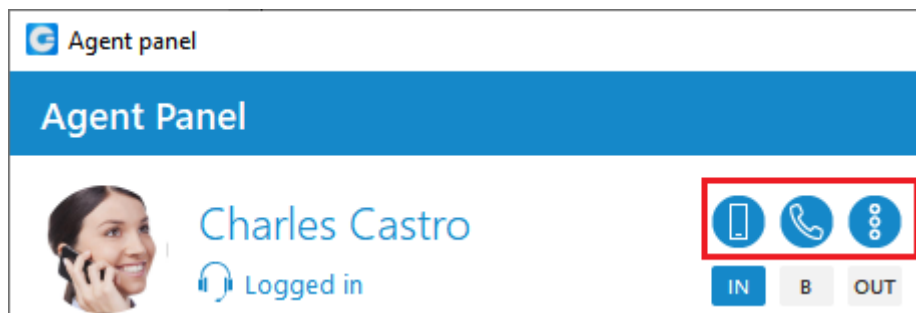 Agent panel
Agent Panel
Charles Castro
Logged in
IN B OUT